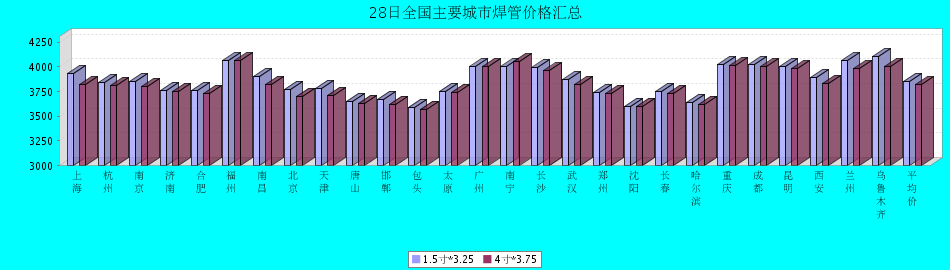 28日全国主要城市焊管价格汇总
4250
4000
3750
3500
3250
3000
上海 杭州 南京 济南 合肥 福州 南昌 北京 天津 唐山 邯郸 包头 太原 广州 南宁 长沙 武汉 郑州 沈阳 长春 哈尔滨 重庆 成都 昆明 西安 兰州 乌鲁木齐 平均价
1.5寸*3.25 4寸*3.75